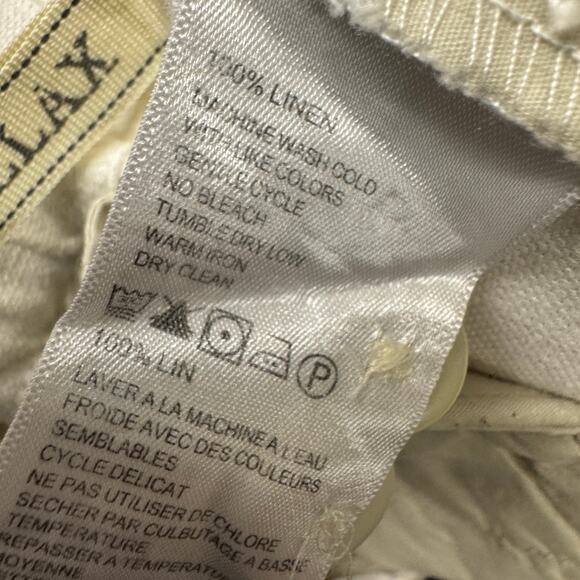 LLAX
100% LINEN
MACHINE WASH COLD
WITH LIKE COLORS
GENTLE CYCLE
NO BLEACH
TUMBLE DRY LOW
WARM IRON
DRY CLEAN
P
100% LIN
LAVER A LA MACHINE A L'EAU
FROIDE AVEC DES COULEURS
SEMBLABLES
CYCLE DELICAT
NE PAS UTILISER DE CHLORE
SECHER PAR CULBUTAGE A BASSE
TEMPERATURE
REPASSER A TEMPERATU
MOYENNE